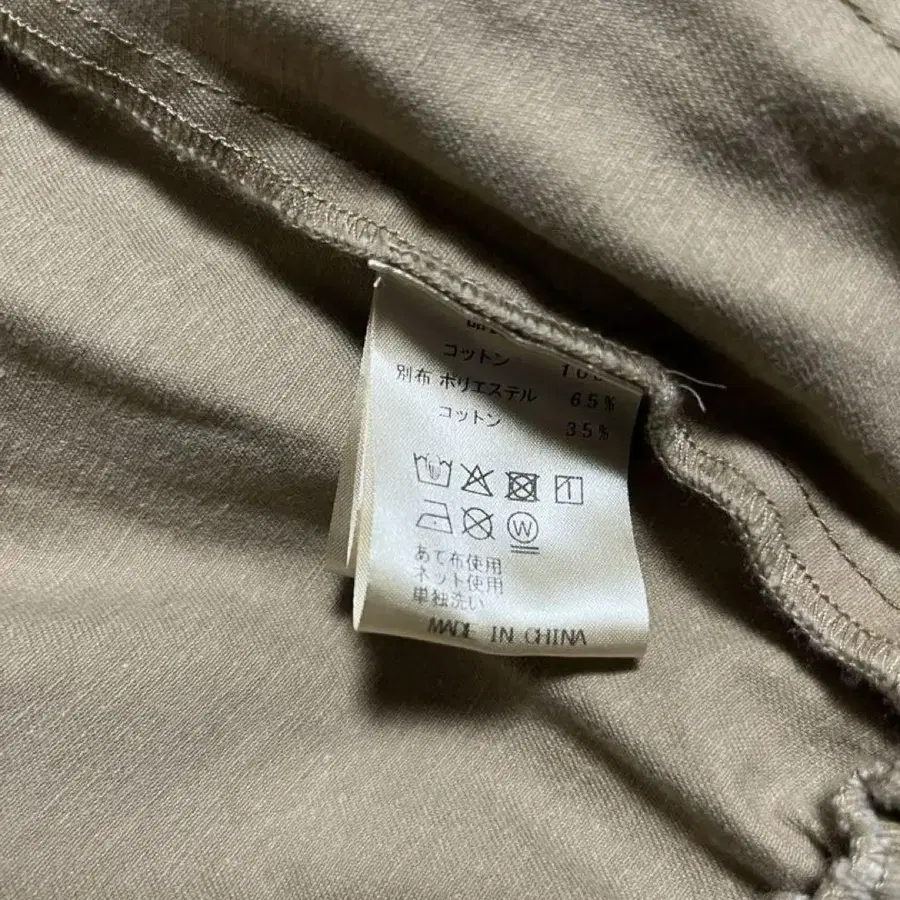 コットン 100
別布 ポリエステル 65%
コットン 35%
W
あて布使用
ネット使用
単独洗い
MADE IN CHINA